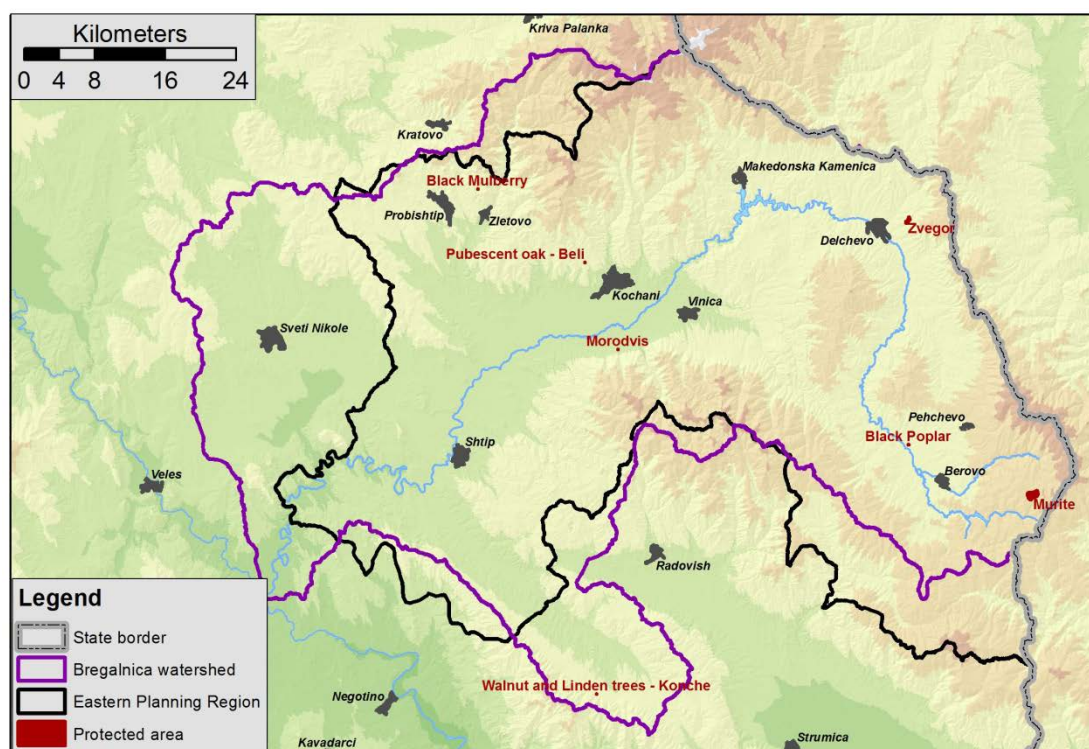 Kilometers
0 4 8 16 24
Kriva Palanka
Kratovo
Makedonska Kamenica
Black Mulberry
Probishtip
Zletovo
Zvegor
Delchevo
Pubescent oak - Beli
Kochani
Vinica
Sveti Nikole
Morodvis
Pehchevo
Black Poplar
Shtip
Berovo
Veles
Murite
Radovish
Legend
State border
Bregalnica watershed
Eastern Planning Region
Protected area
Walnut and Linden trees - Konche
Negotino
Kavadarci
Strumica